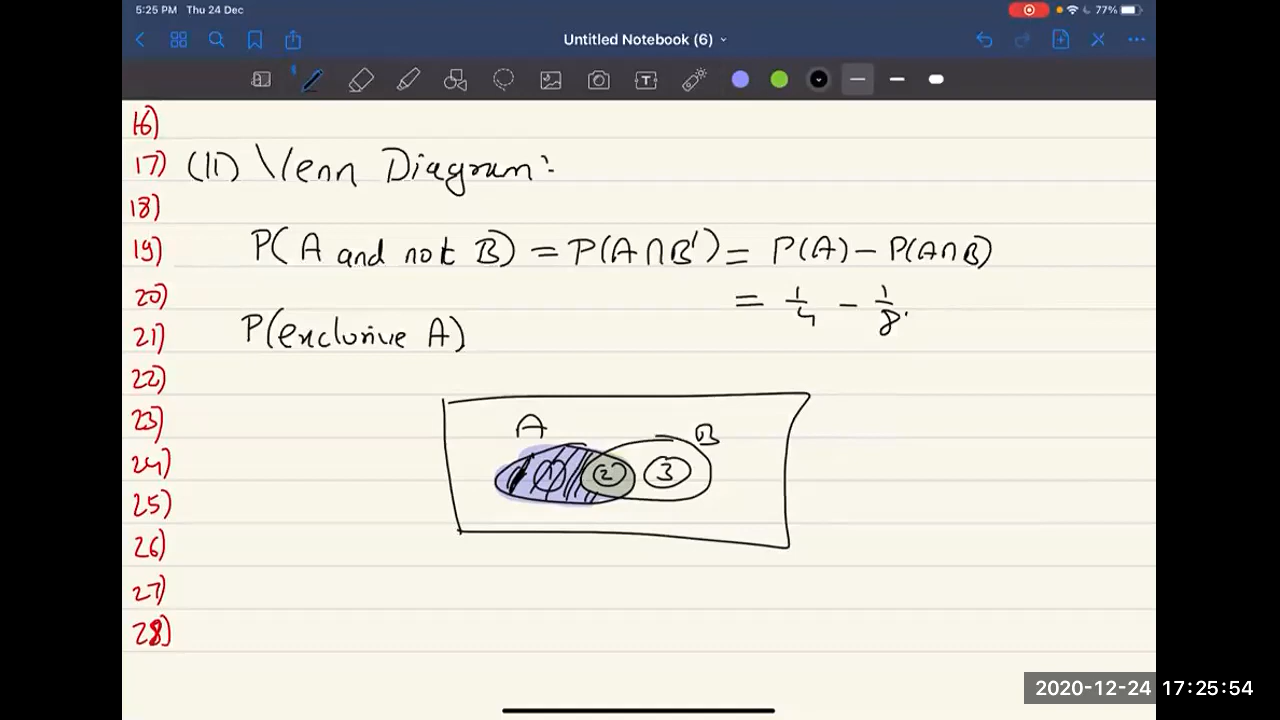 5:25 PM Thu 24 Dec 77%
Untitled Notebook (6)
16)
17) (11) Venn Diagram:
18)
19) P(A and not B) = P(A∩B') = P(A) - P(A∩B)
20) = 1/4 - 1/8.
21) P(exclusive A)
22)
23) A B
24) 1 2 3
25)
26)
27)
28)
2020-12-24 17:25:54